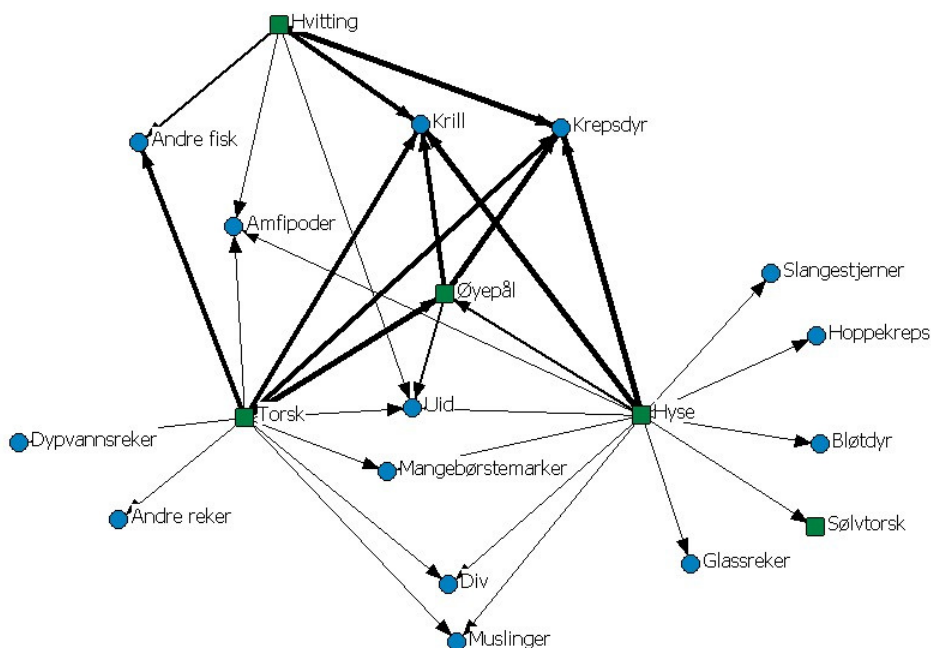 Hvitting
Krill
Krepsdyr
Andre fisk
Amfipoder
Slangestjerner
Øyepål
Hoppekreps
Uid
Torsk
Hyse
Dypvannsreker
Bløtdyr
Mangebørstemarker
Andre reker
Sølvtorsk
Glassreker
Div
Muslinger